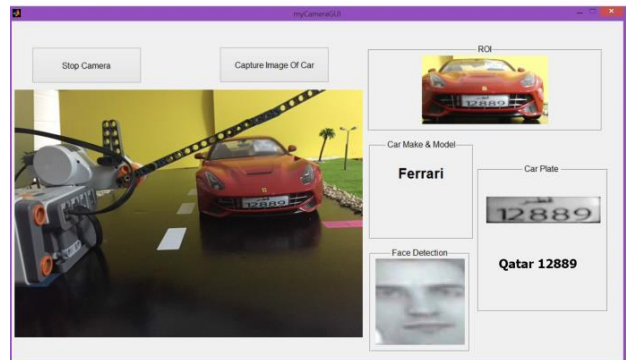 myCameraGUI
Stop Camera
Capture Image Of Car
ROI
12889
12889
Car Make & Model
Ferrari
Car Plate
قطر
12889
Qatar 12889
Face Detection